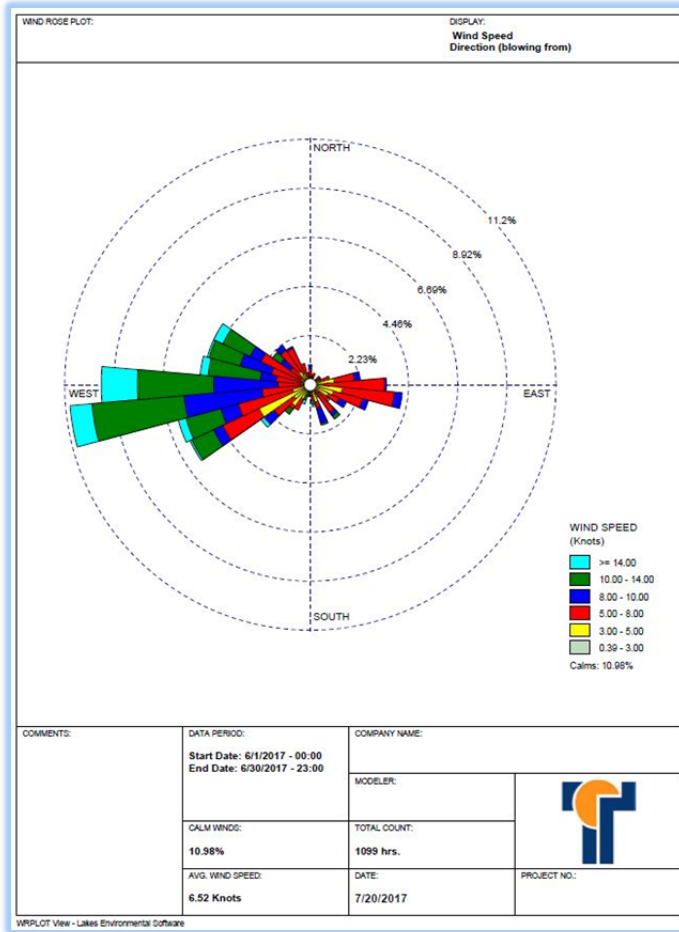 WIND ROSE PLOT:
DISPLAY:
Wind Speed
Direction (blowing from)
NORTH
11.2%
8.92%
6.69%
4.46%
2.23%
WEST
EAST
SOUTH
WIND SPEED
(Knots)
>= 14.00
10.00 - 14.00
8.00 - 10.00
5.00 - 8.00
3.00 - 5.00
0.39 - 3.00
Calms: 10.98%
COMMENTS:
DATA PERIOD:
Start Date: 6/1/2017 - 00:00
End Date: 6/30/2017 - 23:00
COMPANY NAME:
MODELER:
CALM WINDS:
10.98%
TOTAL COUNT:
1099 hrs.
AVG. WIND SPEED:
6.52 Knots
DATE:
7/20/2017
PROJECT NO.:
WRPLOT View - Lakes Environmental Software